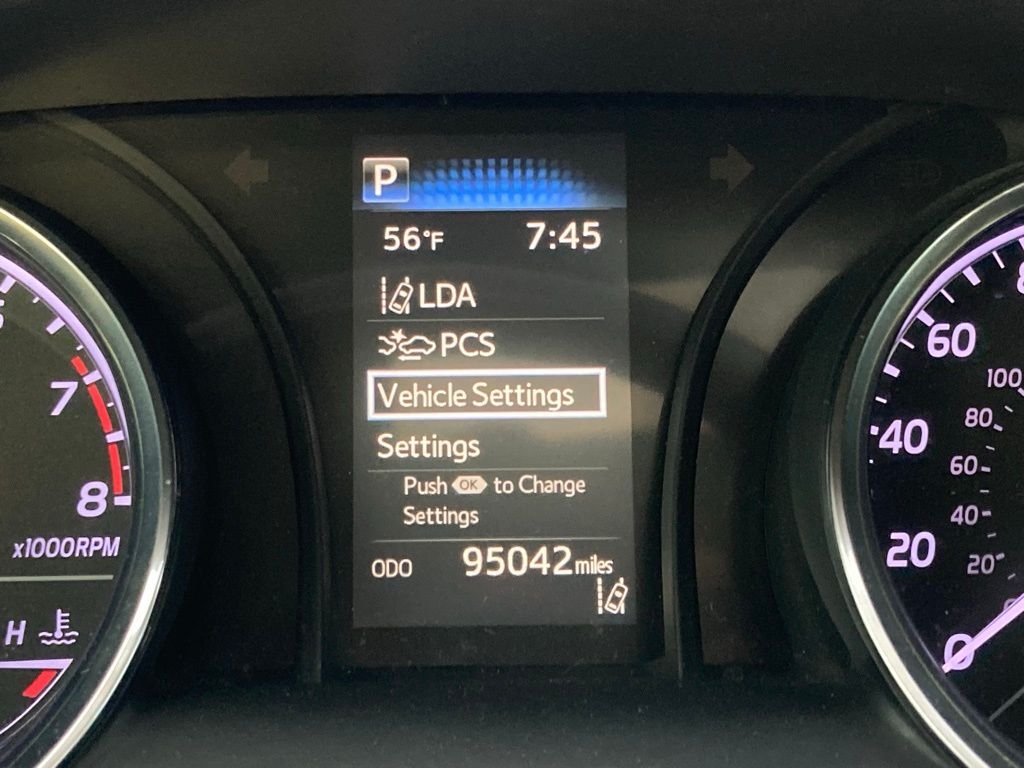 P
56°F 7:45
LDA
PCS
Vehicle Settings
Settings
Push OK to Change
Settings
ODO 95042 miles
7
8
x1000RPM
H
60
40
20
0
100
80
60
40
20